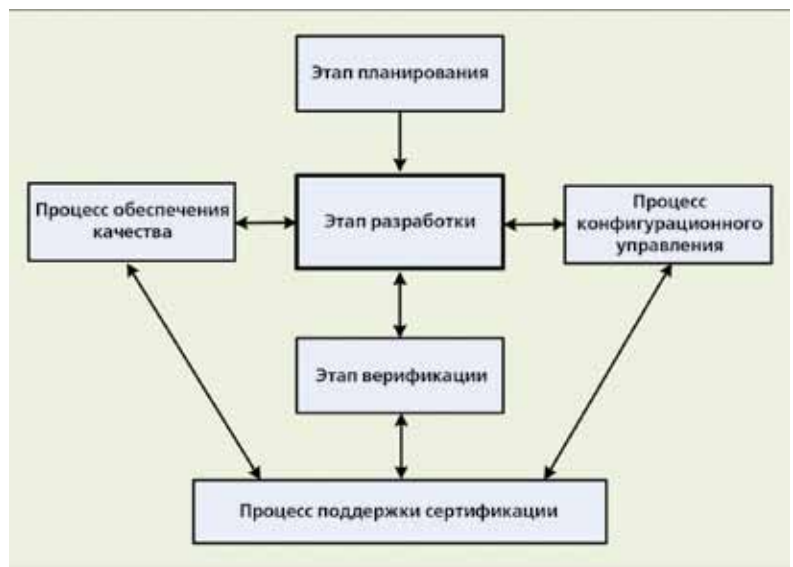 Этап планирования
Процесс обеспечения
качества
Этап разработки
Процесс
конфигурационного
управления
Этап верификации
Процесс поддержки сертификации